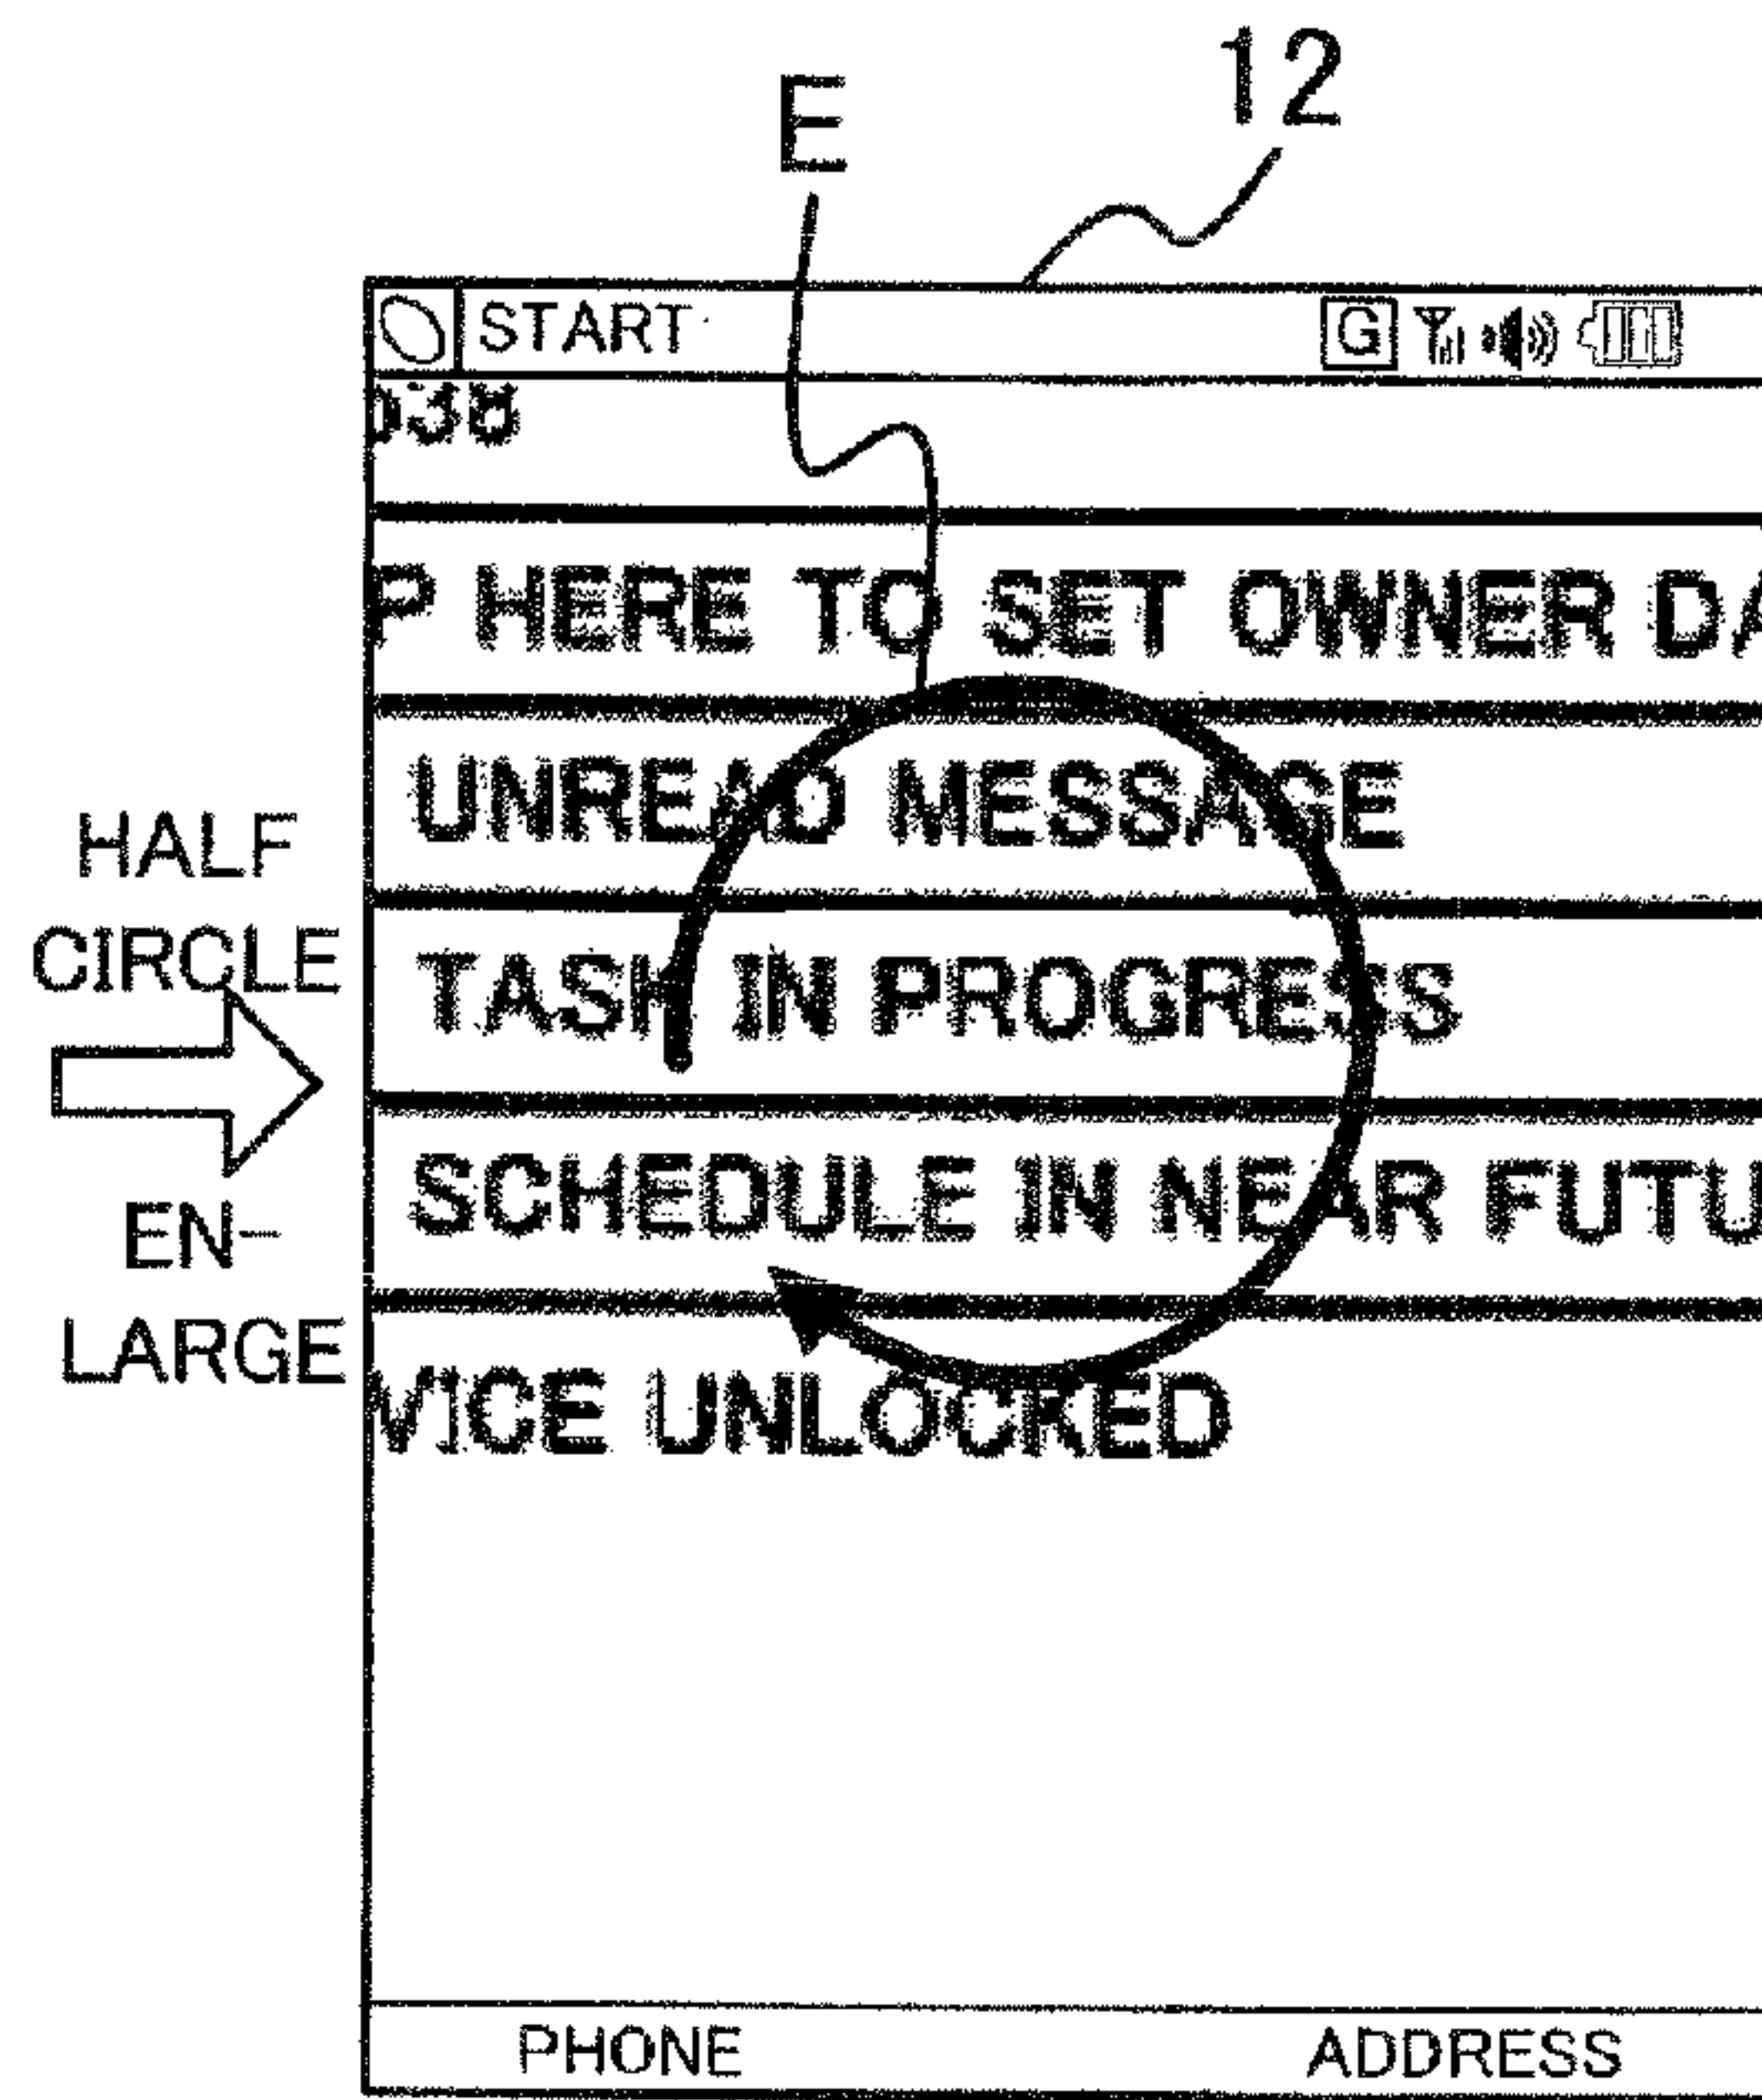 12
E
START G
P HERE TO SET OWNER DA
UNREAD MESSAGE
HALF
CIRCLE
TASK IN PROGRESS
EN-
LARGE
SCHEDULE IN NEAR FUTU
VICE UNLOCKED
PHONE ADDRESS